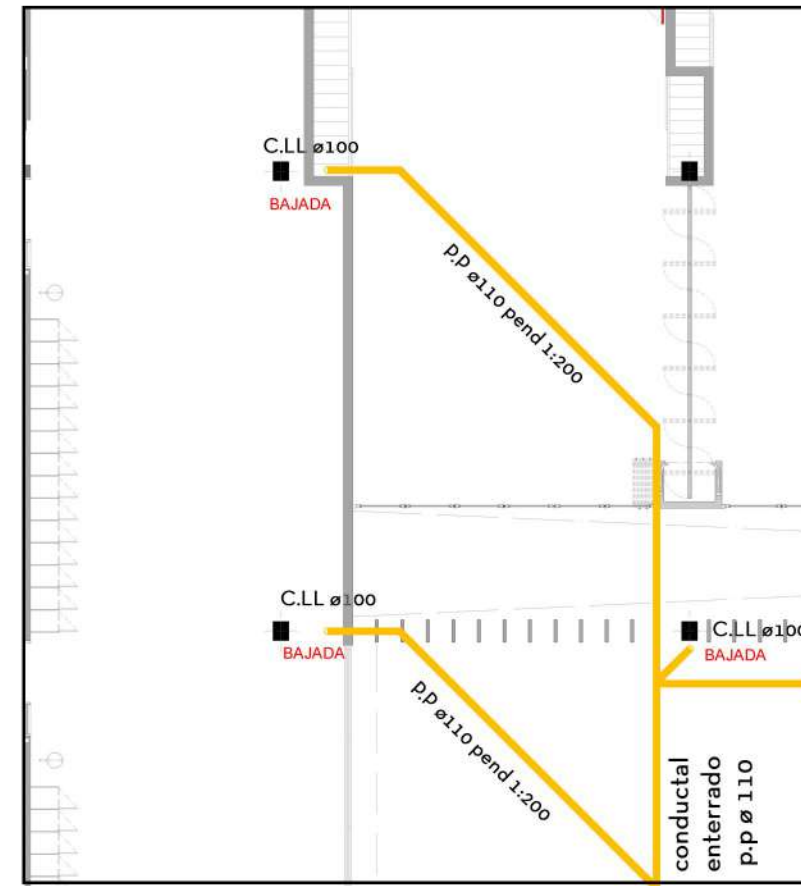 C.LL ø100
BAJADA
p.p ø110 pend 1:200
C.LL ø100
BAJADA
C.LL ø100
BAJADA
p.p ø110 pend 1:200
conductal
enterrado
p.p ø 110